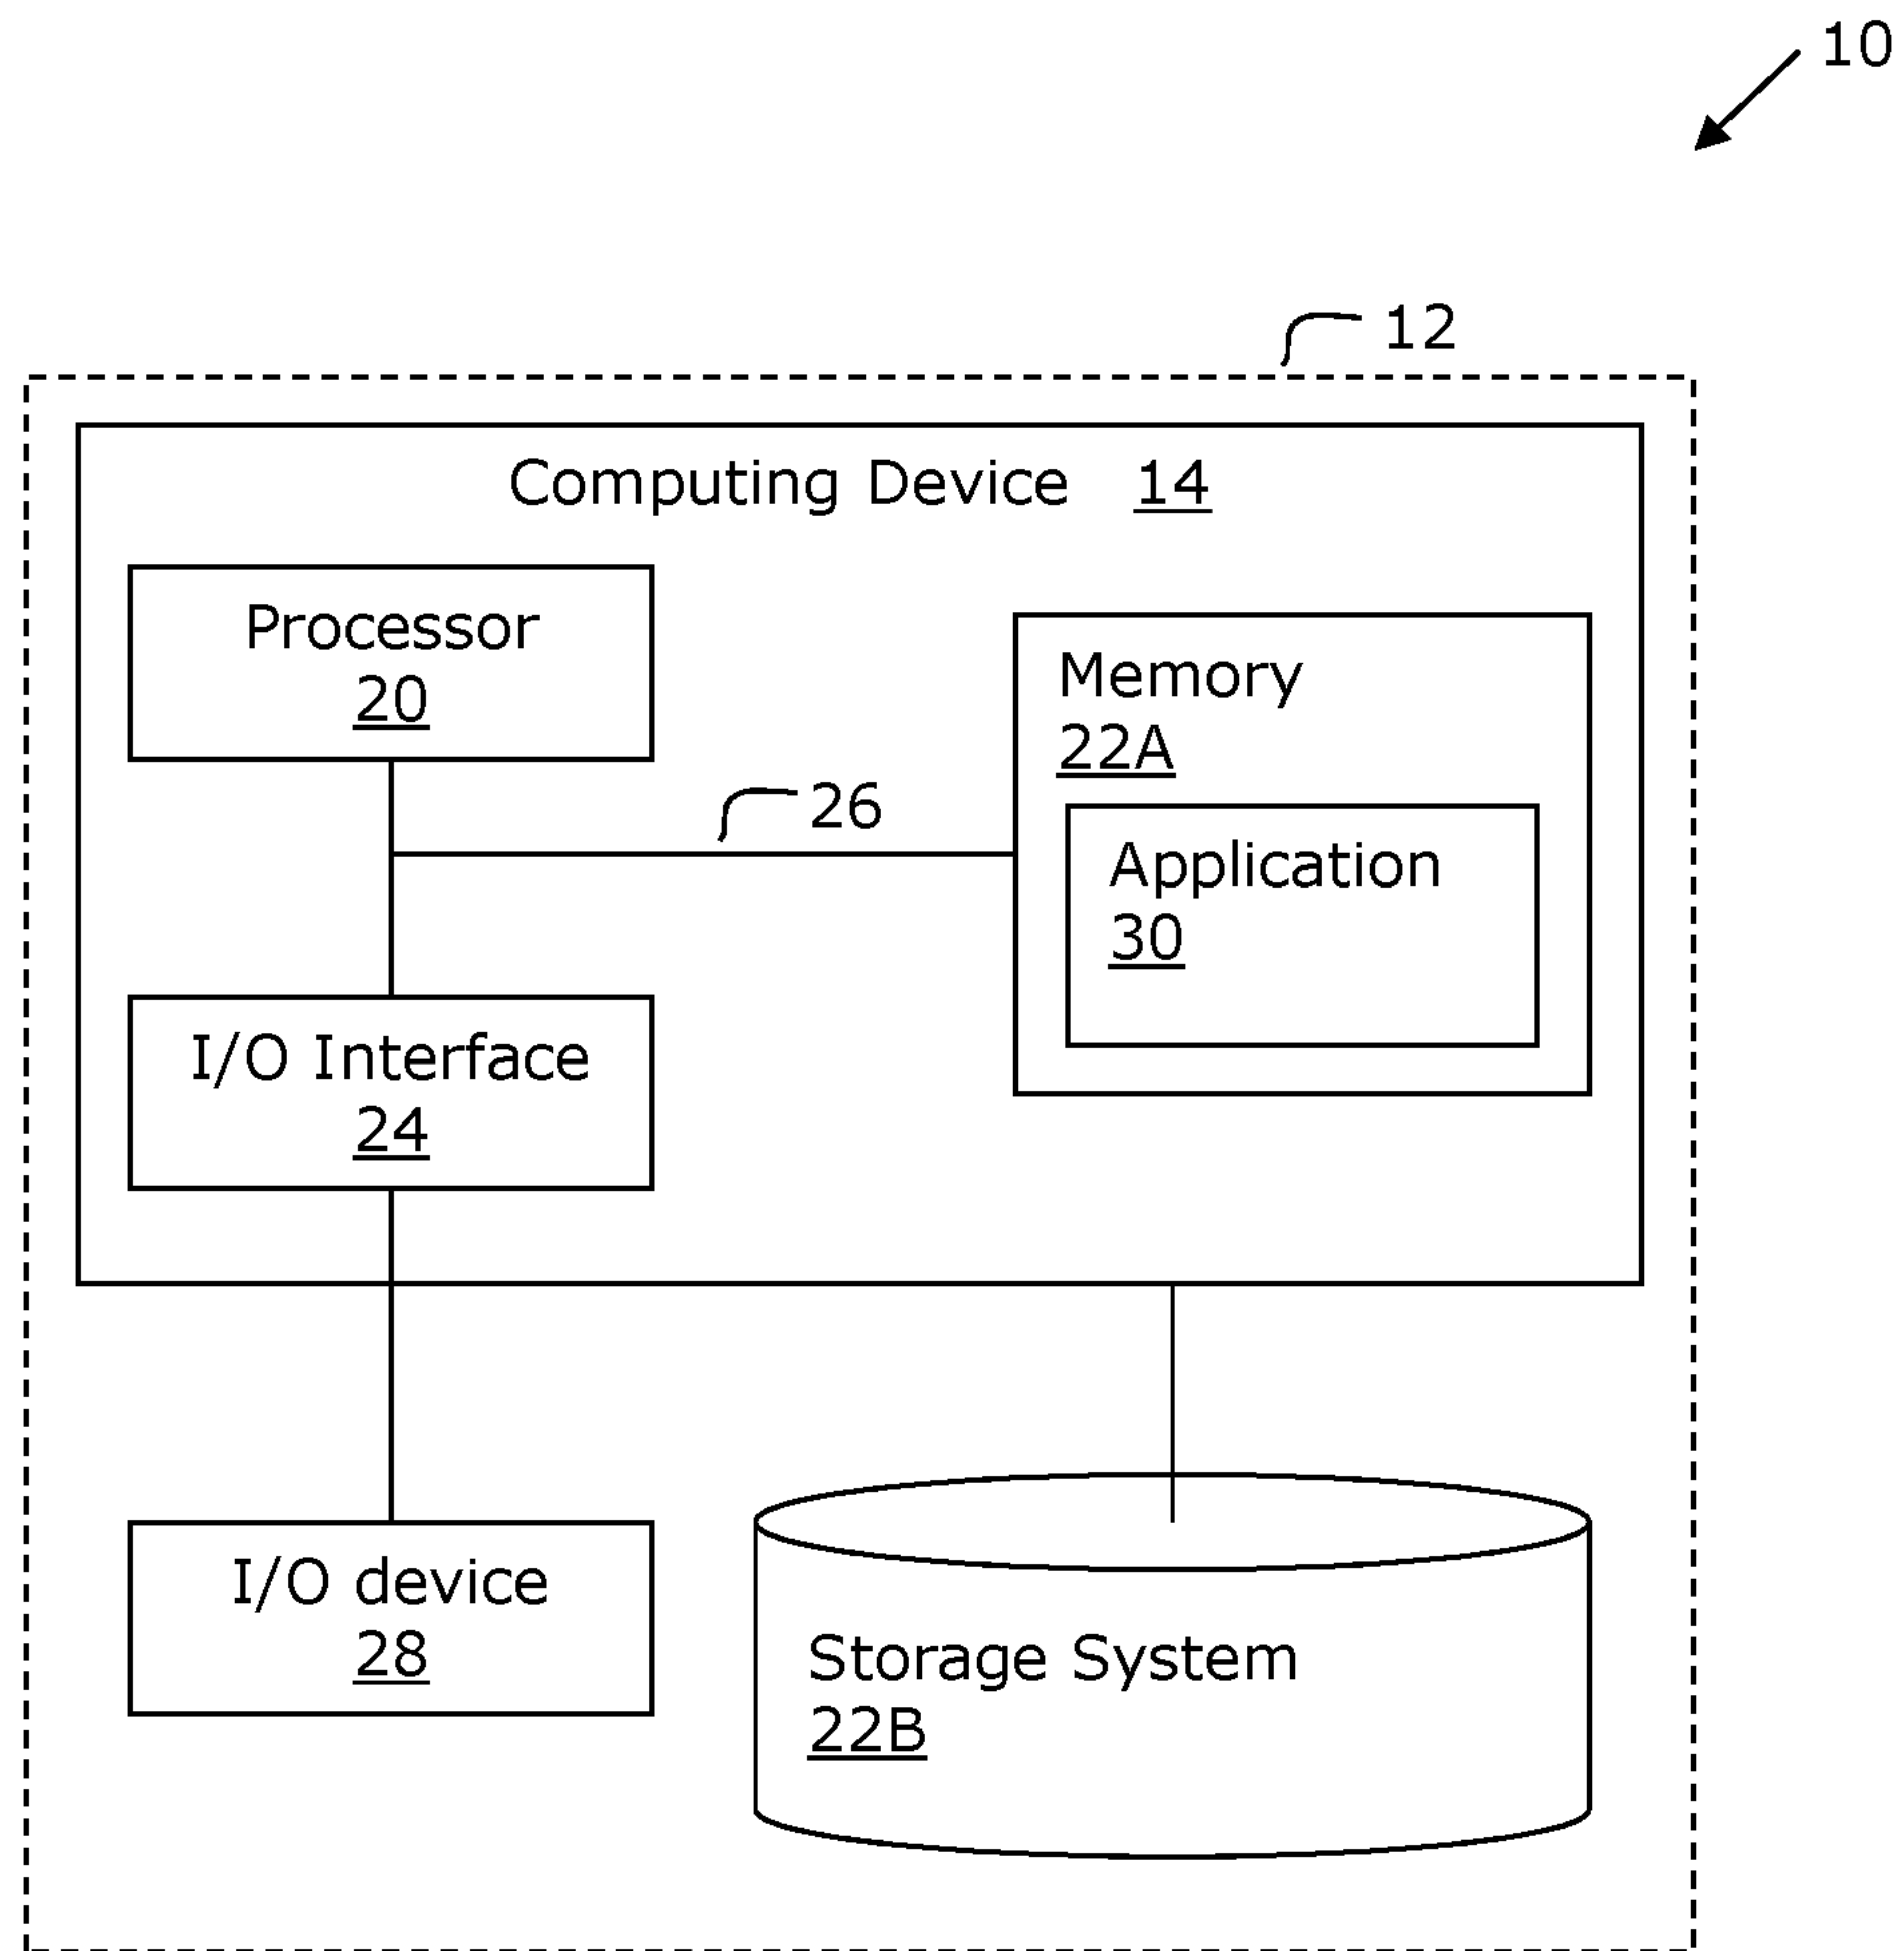 10
12
Computing Device 14
Processor
20
Memory
22A
26
Application
30
I/O Interface
24
I/O device
28
Storage System
22B